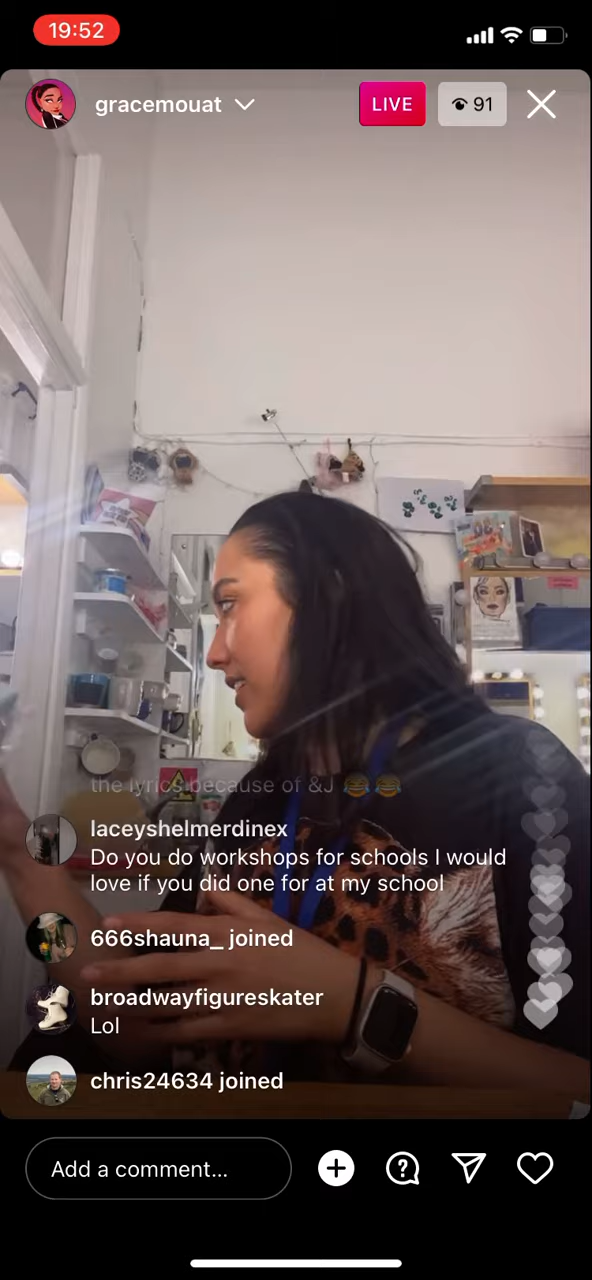 19:52
gracemouat
LIVE
91
the lyrics because of &J 😂😂
laceyshelmerdinex
Do you do workshops for schools I would
love if you did one for at my school
666shauna_ joined
broadwayfigureskater
Lol
chris24634 joined
Add a comment...